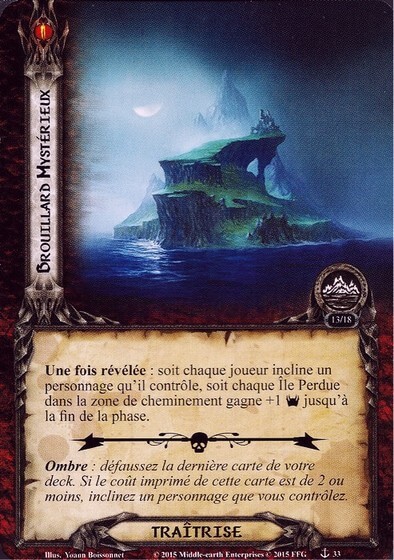 BROUILLARD MYSTÉRIEUX
13/18
Une fois révélée : soit chaque joueur incline un
personnage qu'il contrôle, soit chaque Île Perdue
dans la zone de cheminement gagne +1 jusqu'à
la fin de la phase.
Ombre : défaussez la dernière carte de votre
deck. Si le coût imprimé de cette carte est de 2 ou
moins, inclinez un personnage que vous contrôlez.
TRAÎTRISE
Illus. Yoann Boissonnet © 2015 Middle-earth Enterprises © 2015 FFG 33